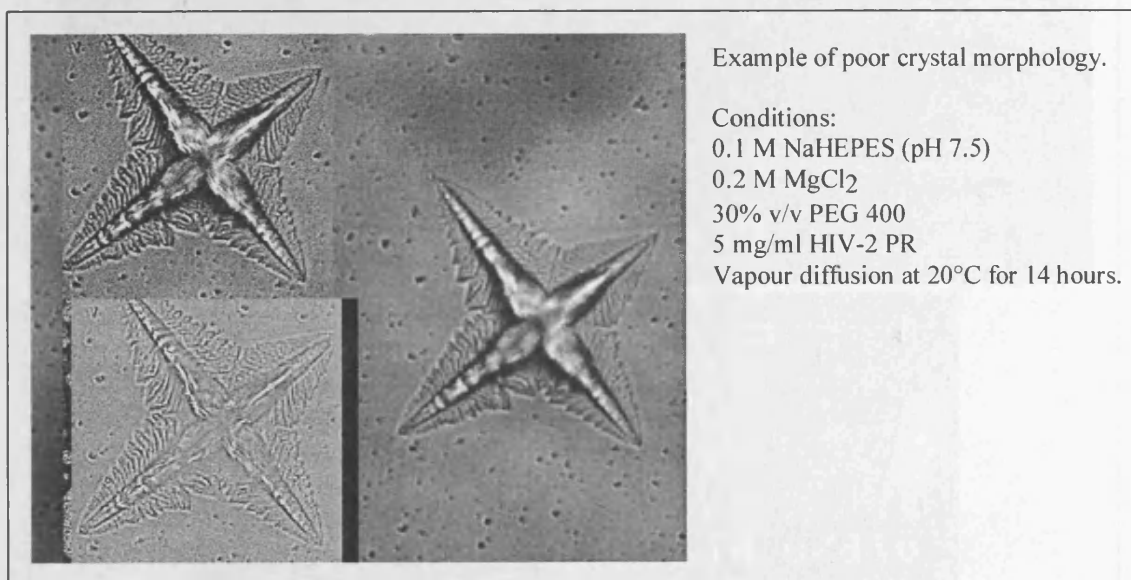 Example of poor crystal morphology.
Conditions:
0.1 M NaHEPES (pH 7.5)
0.2 M MgCl2
30% v/v PEG 400
5 mg/ml HIV-2 PR
Vapour diffusion at 20°C for 14 hours.